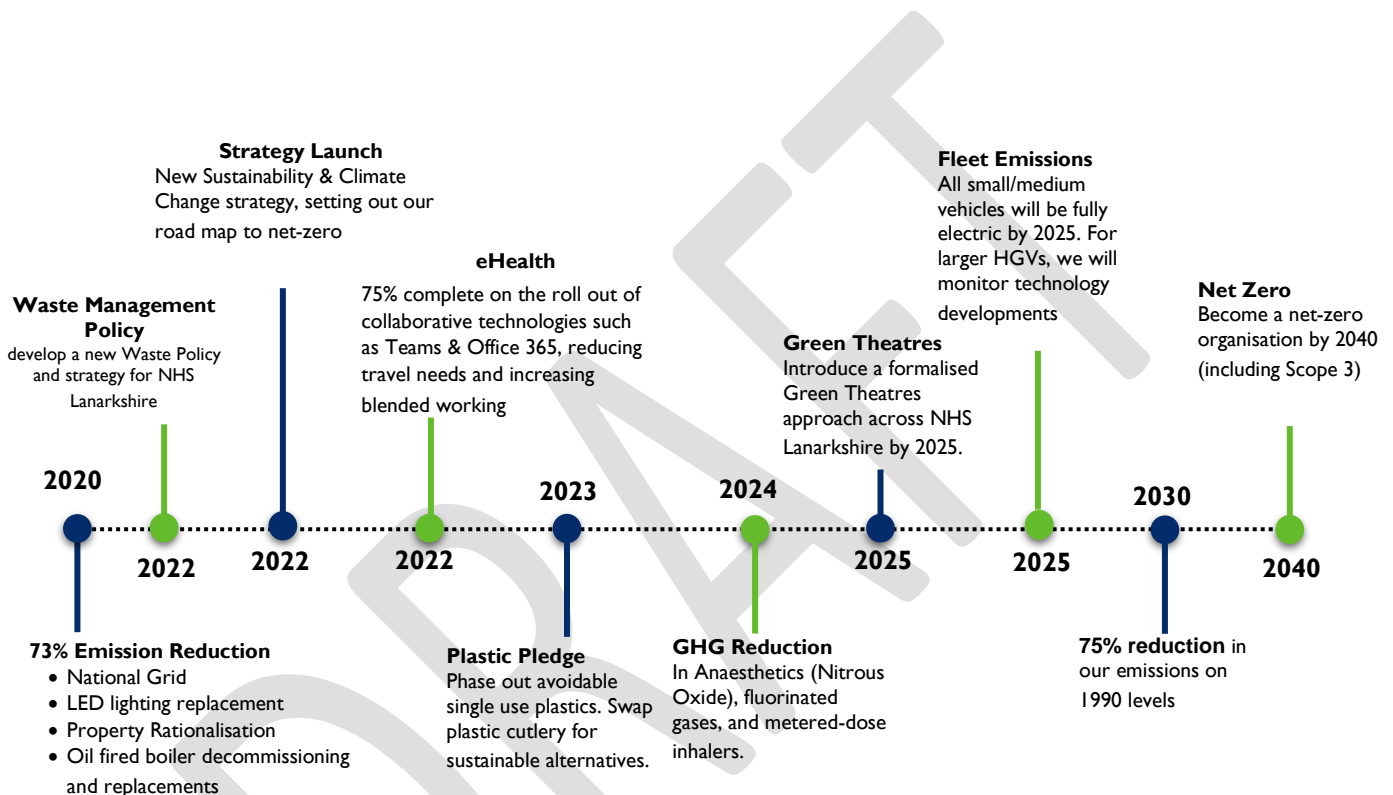 Strategy Launch
New Sustainability & Climate
Change strategy, setting out our
road map to net-zero
Fleet Emissions
All small/medium
vehicles will be fully
electric by 2025. For
larger HGVs, we will
monitor technology
developments
eHealth
75% complete on the roll out of
collaborative technologies such
as Teams & Office 365, reducing
travel needs and increasing
blended working
Waste Management
Policy
develop a new Waste Policy
and strategy for NHS
Lanarkshire
Net Zero
Become a net-zero
organisation by 2040
(including Scope 3)
Green Theatres
Introduce a formalised
Green Theatres
approach across NHS
Lanarkshire by 2025.
2020
2022
2022
2022
2023
2024
2025
2025
2030
2040
73% Emission Reduction
• National Grid
• LED lighting replacement
• Property Rationalisation
• Oil fired boiler decommissioning
and replacements
Plastic Pledge
Phase out avoidable
single use plastics. Swap
plastic cutlery for
sustainable alternatives.
GHG Reduction
In Anaesthetics (Nitrous
Oxide), fluorinated
gases, and metered-dose
inhalers.
75% reduction in
our emissions on
1990 levels
DRAFT